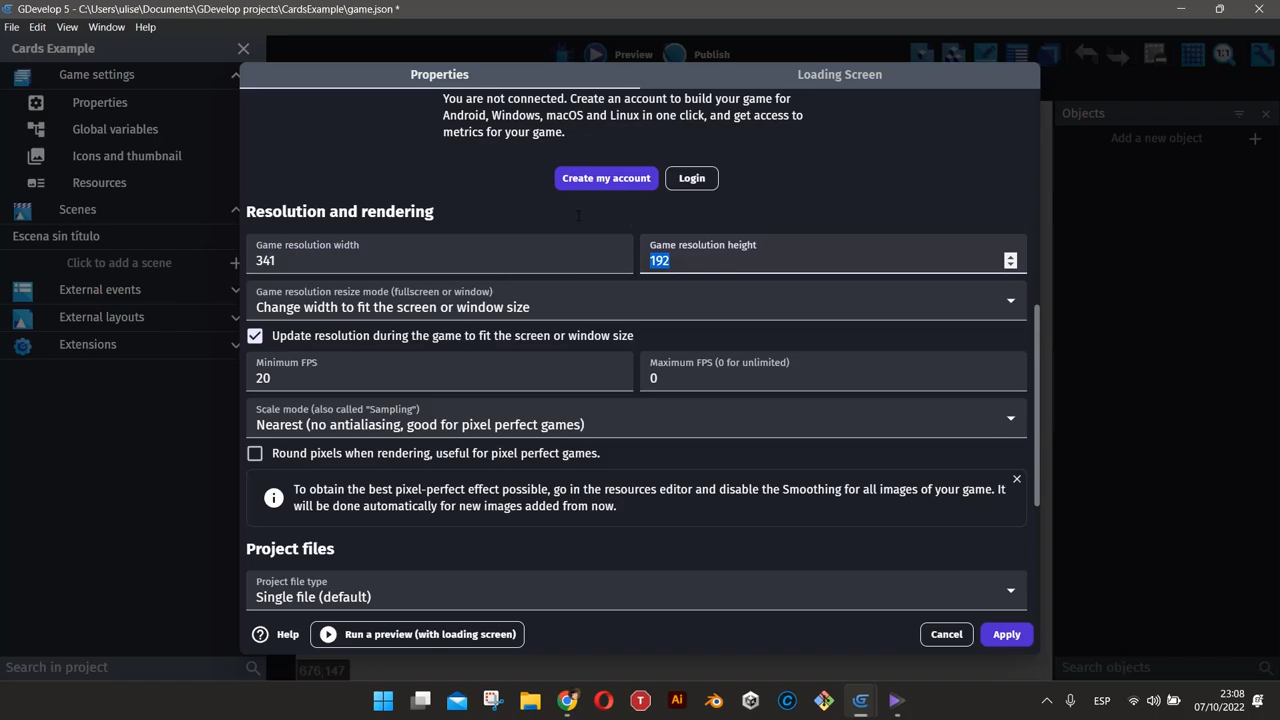 GDevelop 5 - C:\Users\ulise\Documents\GDevelop projects\CardsExample\game.json *
File Edit View Window Help
Cards Example
Preview
Publish
Game settings
Properties
Global variables
Icons and thumbnail
Resources
Scenes
Escena sin título
Click to add a scene
External events
External layouts
Extensions
Search in project
Properties
Loading Screen
You are not connected. Create an account to build your game for
Android, Windows, macOS and Linux in one click, and get access to
metrics for your game.
Create my account
Login
Resolution and rendering
Game resolution width
341
Game resolution height
192
Game resolution resize mode (fullscreen or window)
Change width to fit the screen or window size
Update resolution during the game to fit the screen or window size
Minimum FPS
20
Maximum FPS (0 for unlimited)
0
Scale mode (also called "Sampling")
Nearest (no antialiasing, good for pixel perfect games)
Round pixels when rendering, useful for pixel perfect games.
To obtain the best pixel-perfect effect possible, go in the resources editor and disable the Smoothing for all images of your game. It
will be done automatically for new images added from now.
Project files
Project file type
Single file (default)
Help
Run a preview (with loading screen)
Cancel
Apply
676;147
Objects
Add a new object
Search objects
ESP
23:08
07/10/2022